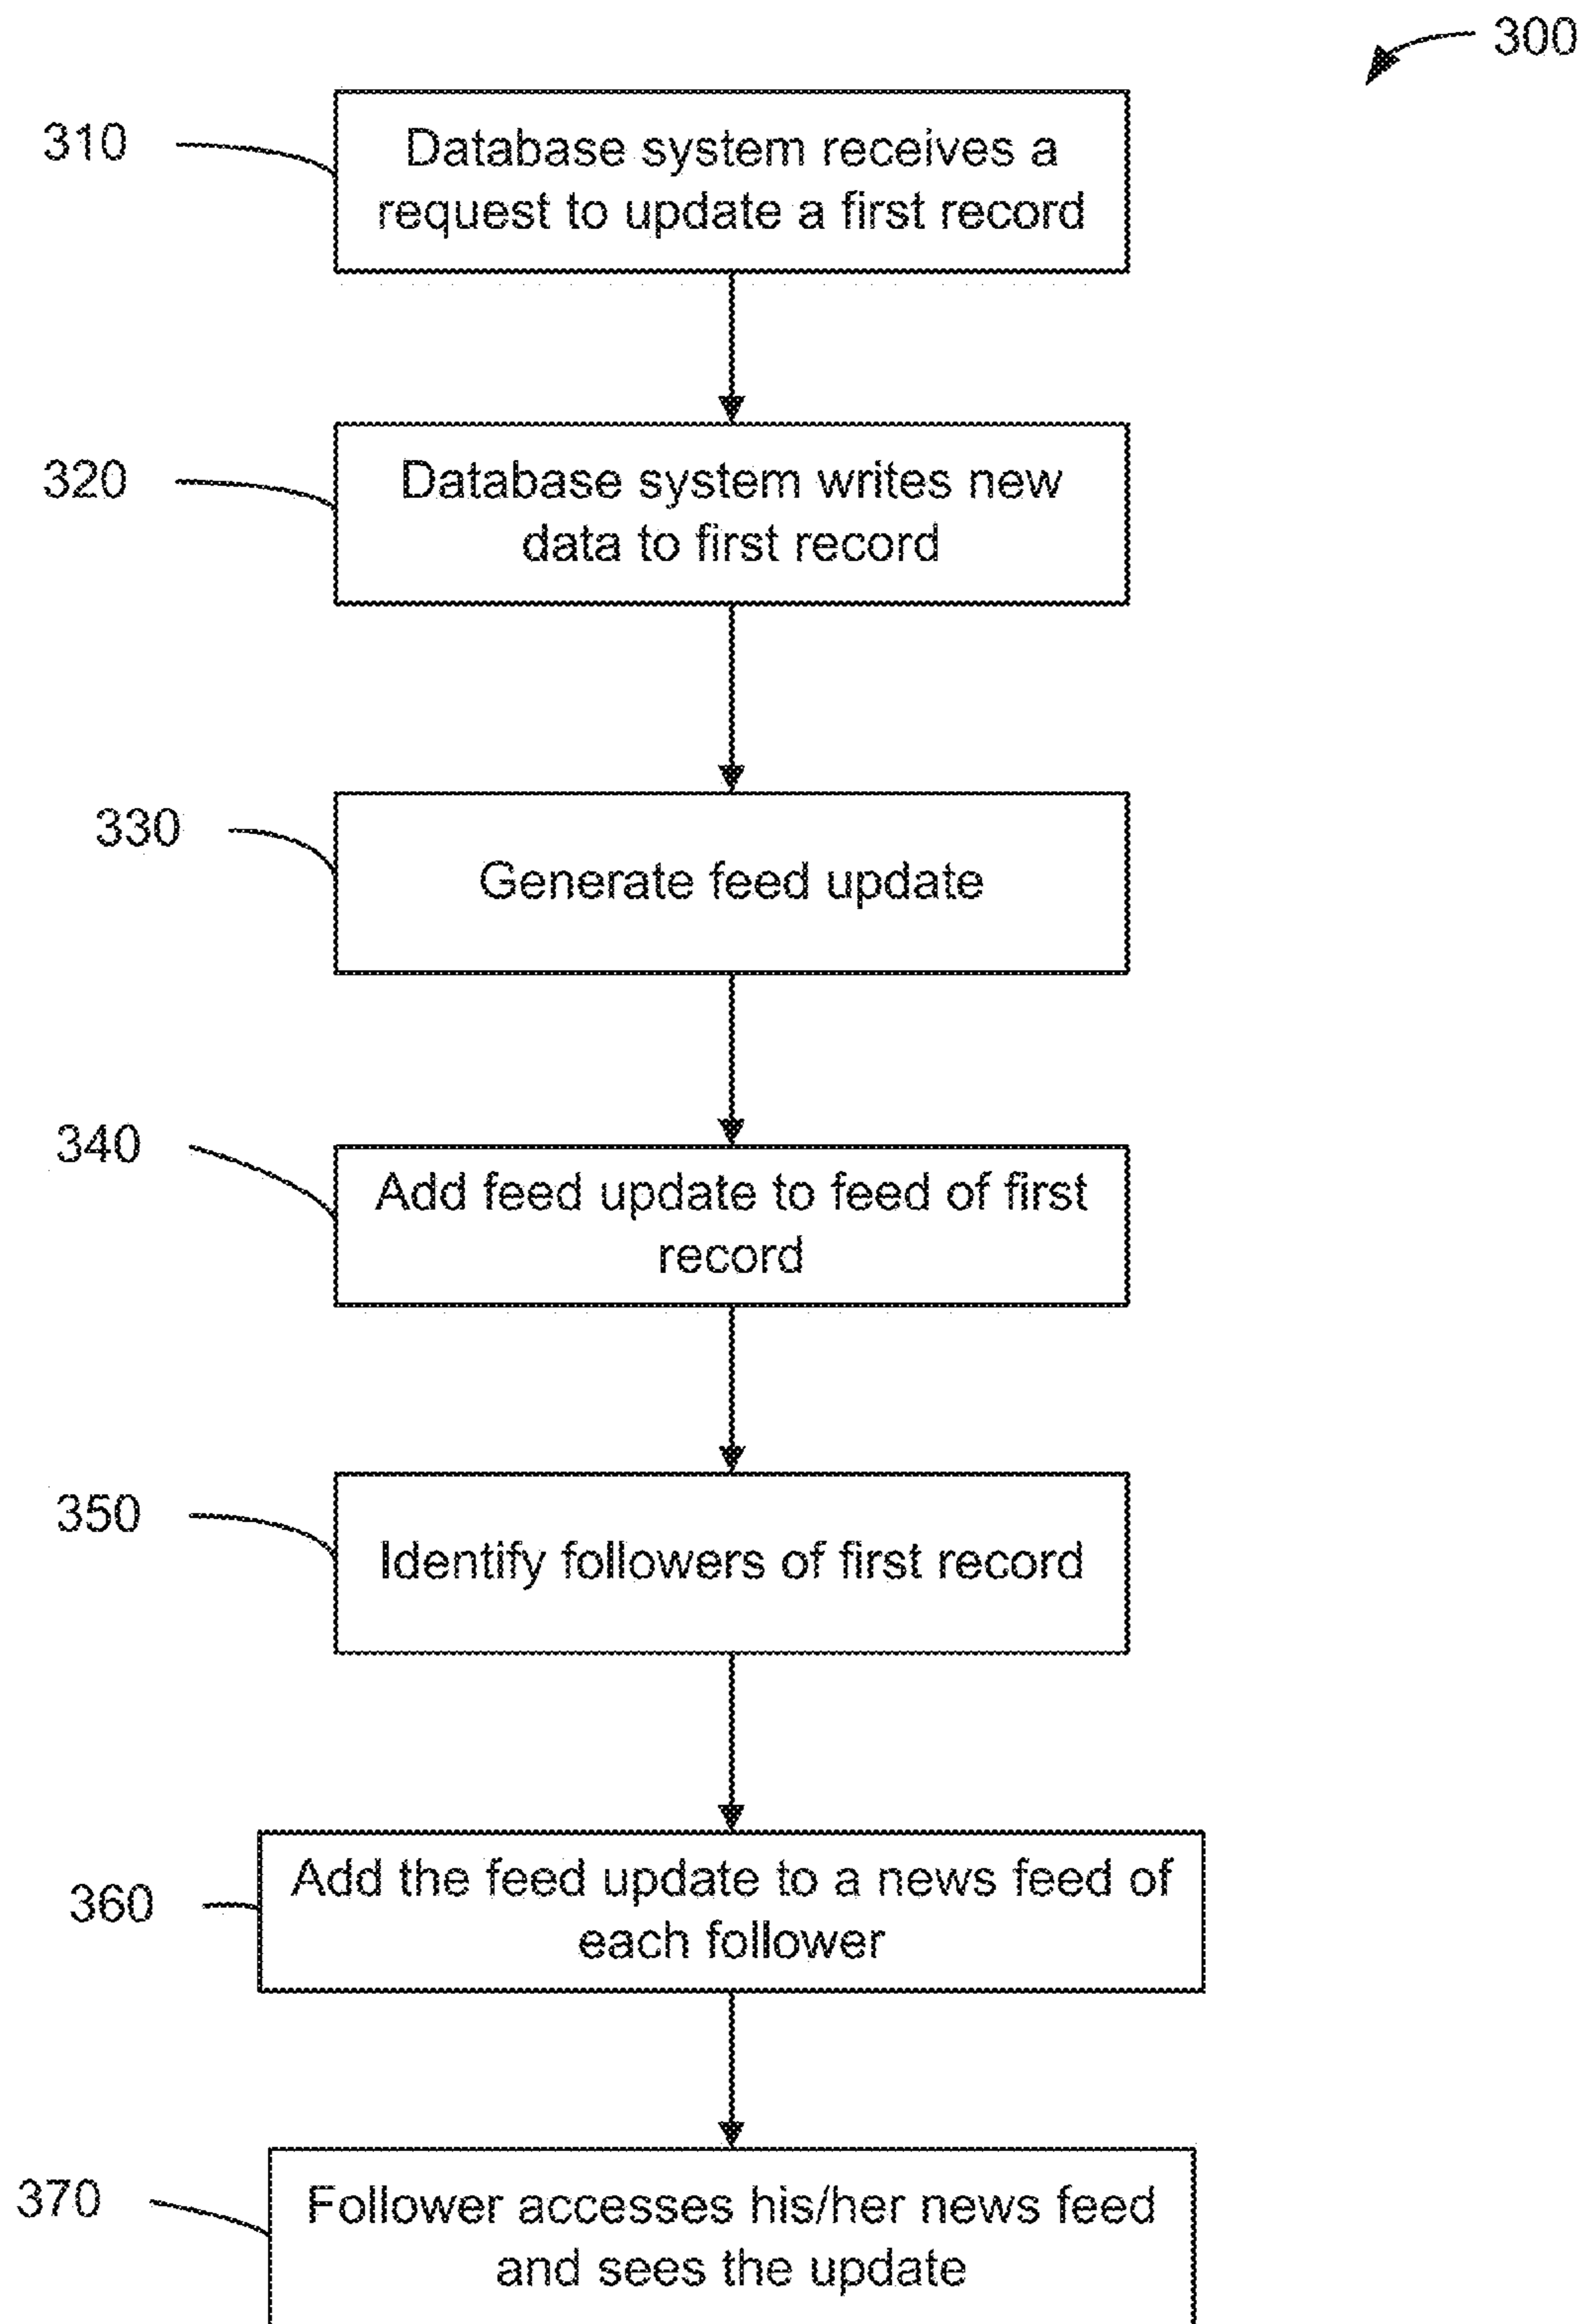 300
310
Database system receives a
request to update a first record
320
Database system writes new
data to first record
330
Generate feed update
340
Add feed update to feed of first
record
350
Identify followers of first record
360
Add the feed update to a news feed of
each follower
370
Follower accesses his/her news feed
and sees the update